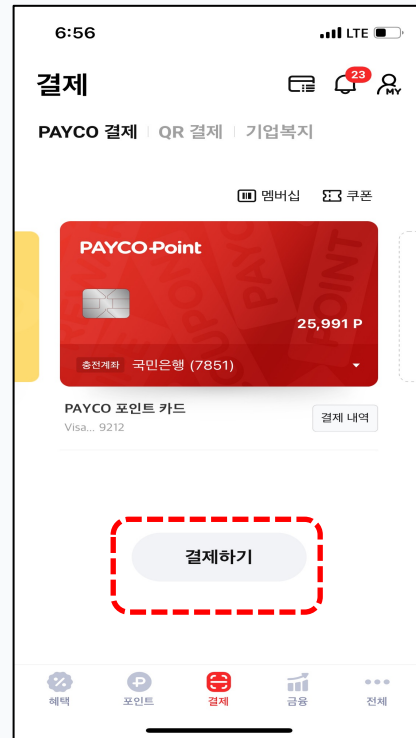 6:56 LTE
결제 23 MY
PAYCO 결제 QR 결제 기업복지
멤버십 쿠폰
PAYCO Point
25,991 P
충전계좌 국민은행 (7851)
PAYCO 포인트 카드
Visa... 9212
결제 내역
결제하기
혜택 포인트 결제 금융 전체